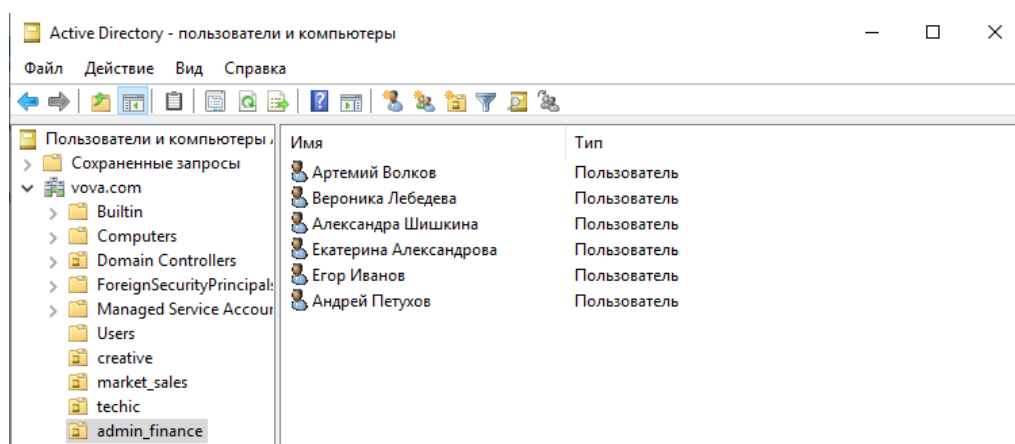 Active Directory - пользователи и компьютеры
Файл Действие Вид Справка
Пользователи и компьютеры
Сохраненные запросы
vova.com
Builtin
Computers
Domain Controllers
ForeignSecurityPrincipals
Managed Service Accour
Users
creative
market_sales
techic
admin_finance
Имя Тип
Артемий Волков Пользователь
Вероника Лебедева Пользователь
Александра Шишкина Пользователь
Екатерина Александрова Пользователь
Егор Иванов Пользователь
Андрей Петухов Пользователь